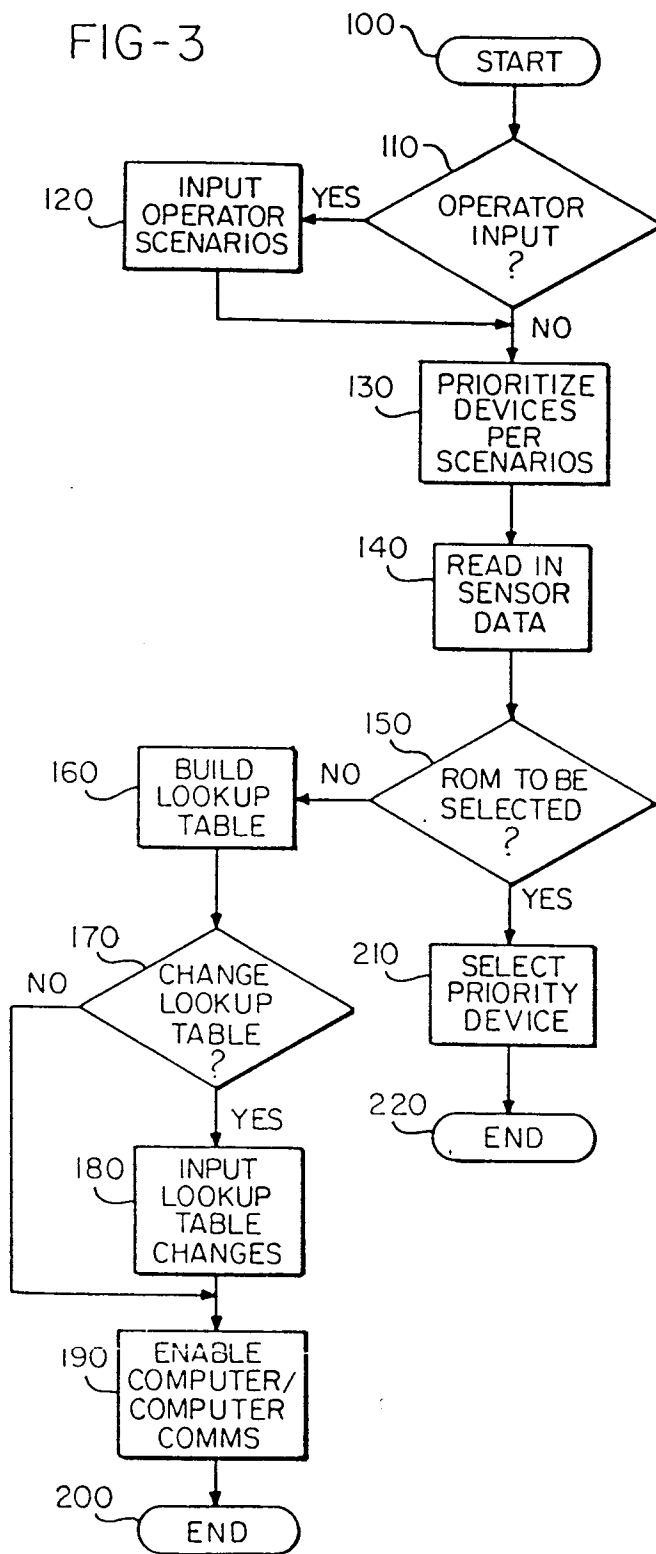 FIG-3
100
START
110
OPERATOR
INPUT
?
YES
120
INPUT
OPERATOR
SCENARIOS
NO
130
PRIORITIZE
DEVICES
PER
SCENARIOS
140
READ IN
SENSOR
DATA
150
ROM TO BE
SELECTED
?
NO
160
BUILD
LOOKUP
TABLE
YES
170
CHANGE
LOOKUP
TABLE
?
NO
210
SELECT
PRIORITY
DEVICE
YES
220
END
180
INPUT
LOOKUP
TABLE
CHANGES
190
ENABLE
COMPUTER/
COMPUTER
COMMS
200
END